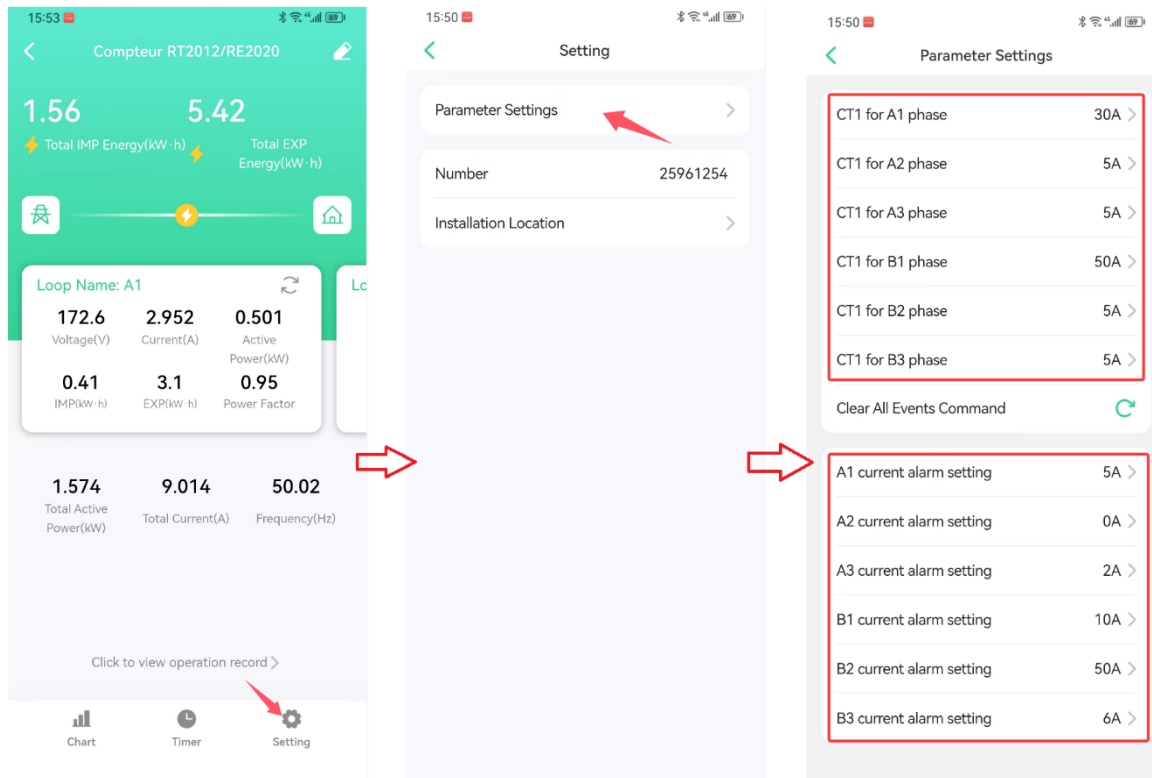 15:53
69
Compteur RT2012/RE2020
1.56 5.42
Total IMP Energy(kW·h) Total EXP
Energy(kW·h)
Loop Name: A1 Lo
172.6 2.952 0.501
Voltage(V) Current(A) Active
Power(kW)
0.41 3.1 0.95
IMP(kW·h) EXP(kW·h) Power Factor
1.574 9.014 50.02
Total Active
Power(kW) Total Current(A) Frequency(Hz)
Click to view operation record >
Chart Timer Setting
15:50
69
Setting
Parameter Settings >
Number 25961254
Installation Location >
15:50
69
Parameter Settings
CT1 for A1 phase 30A >
CT1 for A2 phase 5A >
CT1 for A3 phase 5A >
CT1 for B1 phase 50A >
CT1 for B2 phase 5A >
CT1 for B3 phase 5A >
Clear All Events Command
A1 current alarm setting 5A >
A2 current alarm setting 0A >
A3 current alarm setting 2A >
B1 current alarm setting 10A >
B2 current alarm setting 50A >
B3 current alarm setting 6A >